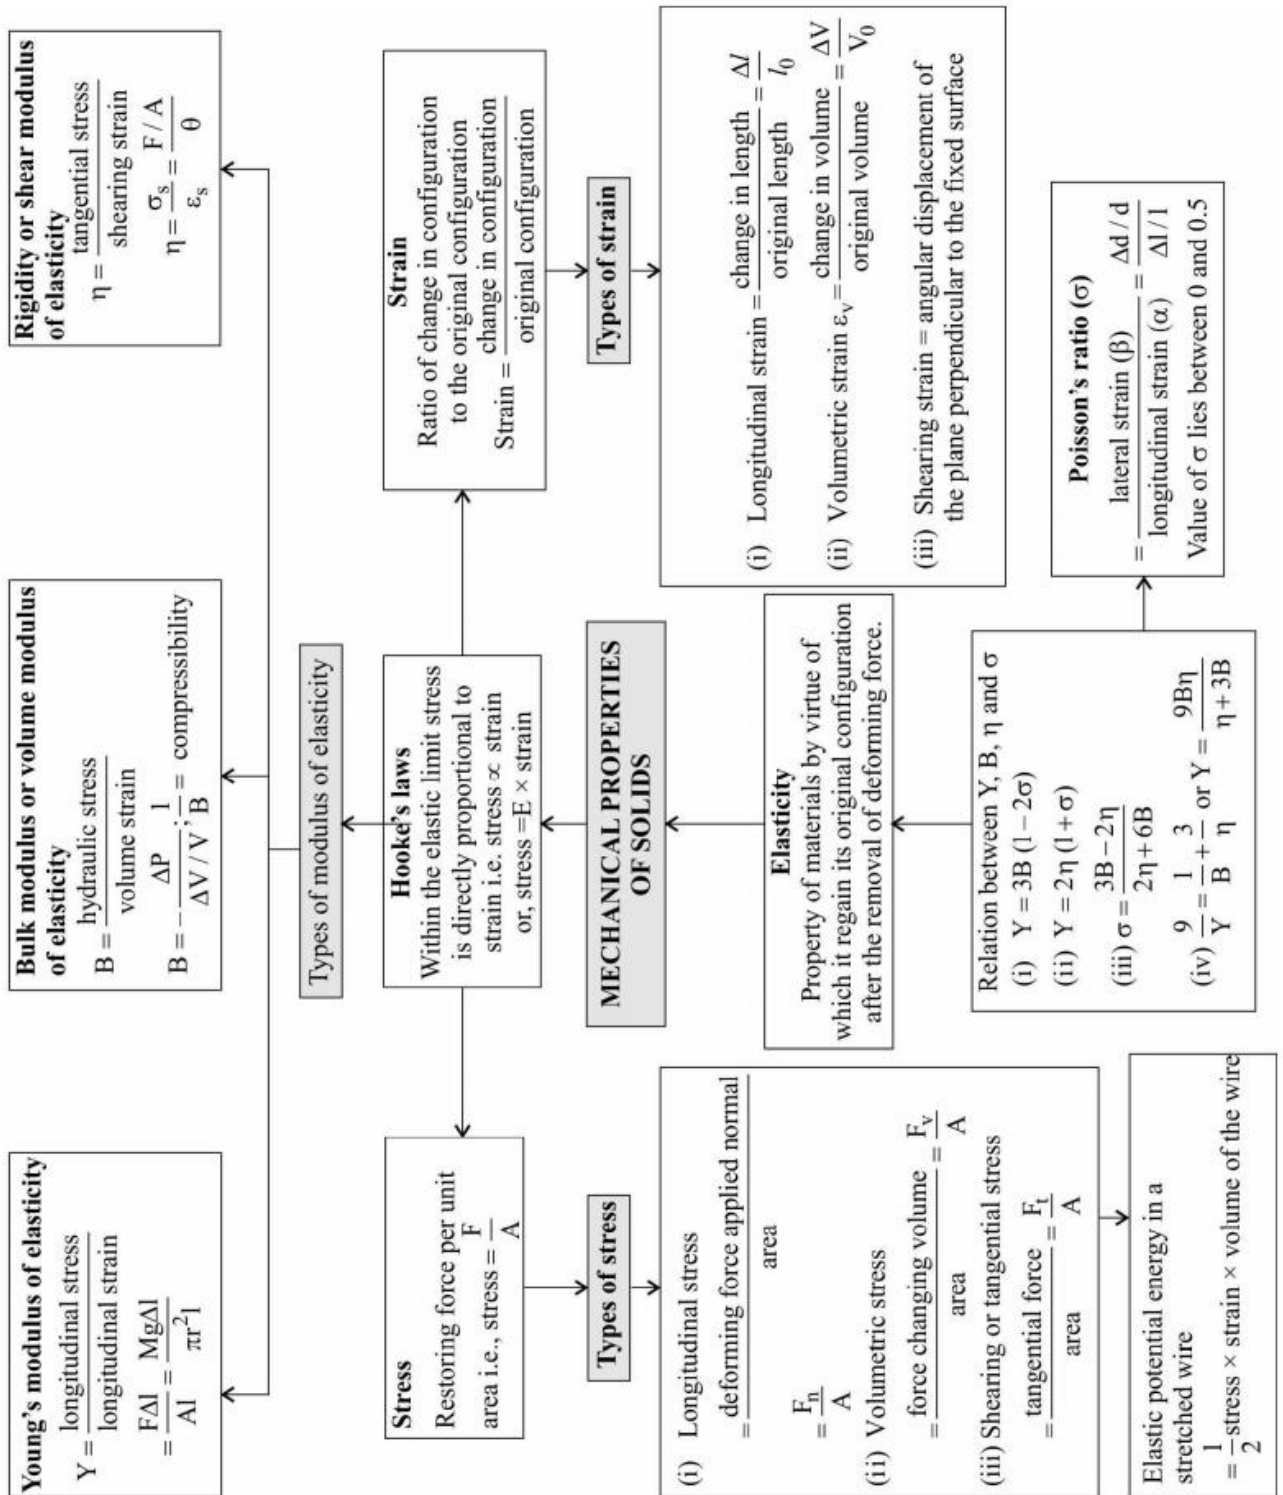 Young's modulus of elasticity
Y = longitudinal stress / longitudinal strain
= FΔl / Al = MgΔl / πr²l
Bulk modulus or volume modulus
of elasticity
B = hydraulic stress / volume strain
B = − ΔP / ΔV / V ; 1 / B = compressibility
Rigidity or shear modulus
of elasticity
η = tangential stress / shearing strain
η = σₛ / εₛ = F / A / θ
Types of modulus of elasticity
Stress
Restoring force per unit
area i.e., stress = F / A
Hooke's laws
Within the elastic limit stress
is directly proportional to
strain i.e. stress ∝ strain
or, stress =E × strain
Strain
Ratio of change in configuration
to the original configuration
Strain = change in configuration / original configuration
Types of stress
MECHANICAL PROPERTIES
OF SOLIDS
Types of strain
(i) Longitudinal stress
= deforming force applied normal / area
= Fₙ / A
(ii) Volumetric stress
= force changing volume / area = Fᵥ / A
(iii) Shearing or tangential stress
= tangential force / area = Fₜ / A
Elasticity
Property of materials by virtue of
which it regain its original configuration
after the removal of deforming force.
(i) Longitudinal strain = change in length / original length = Δl / l₀
(ii) Volumetric strain εᵥ = change in volume / original volume = ΔV / V₀
(iii) Shearing strain = angular displacement of
the plane perpendicular to the fixed surface
Relation between Y, B, η and σ
(i) Y = 3B (1 − 2σ)
(ii) Y = 2η (1 + σ)
(iii) σ = 3B − 2η / 2η + 6B
(iv) 9 / Y = 1 / B + 3 / η or Y = 9Bη / η + 3B
Poisson's ratio (σ)
= lateral strain (β) / longitudinal strain (α) = Δd / d / Δl / l
Value of σ lies between 0 and 0.5
Elastic potential energy in a
stretched wire
= 1 / 2 stress × strain × volume of the wire